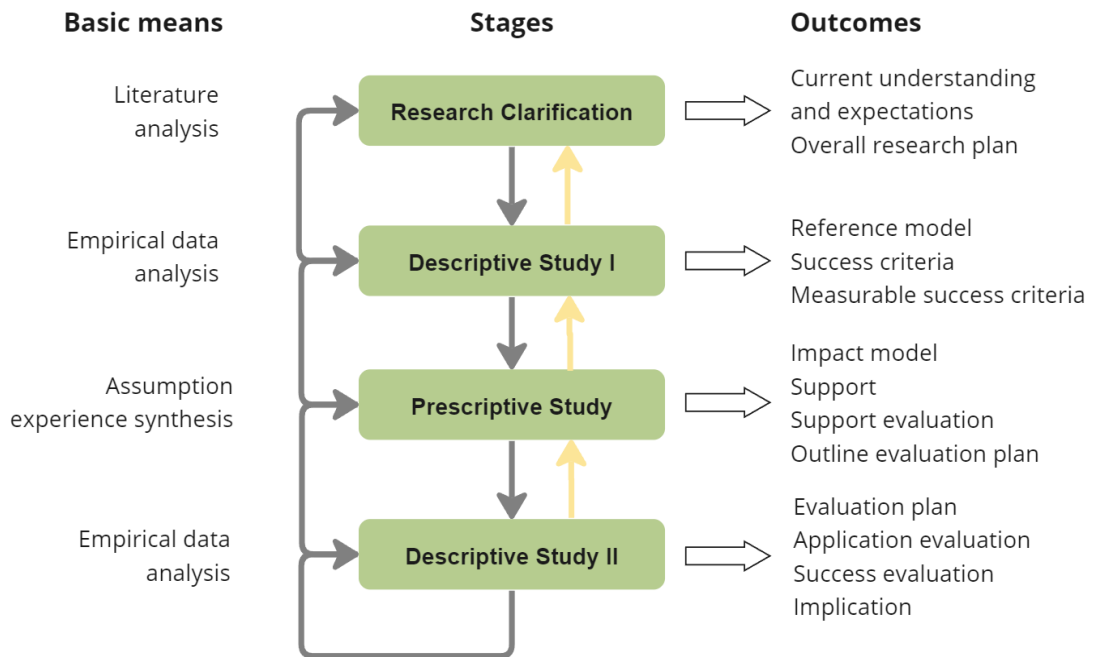 Basic means
Stages
Outcomes
Literature
analysis
Research Clarification
Current understanding
and expectations
Overall research plan
Empirical data
analysis
Descriptive Study I
Reference model
Success criteria
Measurable success criteria
Assumption
experience synthesis
Prescriptive Study
Impact model
Support
Support evaluation
Outline evaluation plan
Empirical data
analysis
Descriptive Study II
Evaluation plan
Application evaluation
Success evaluation
Implication